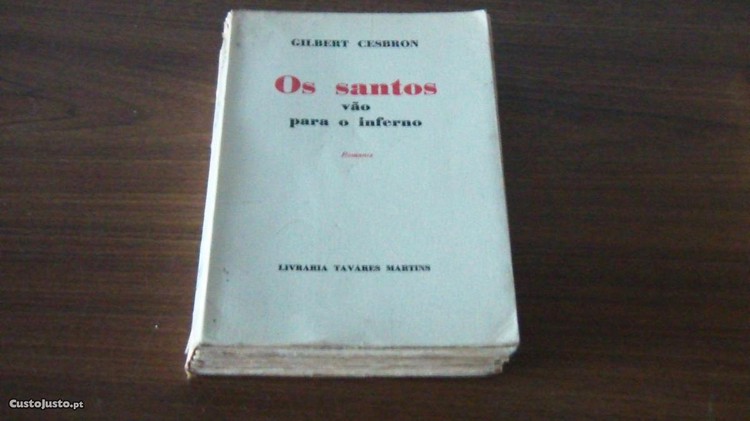 GILBERT CESBRON
Os santos
vão
para o inferno
Romance
LIVRARIA TAVARES MARTINS
CustoJusto.pt